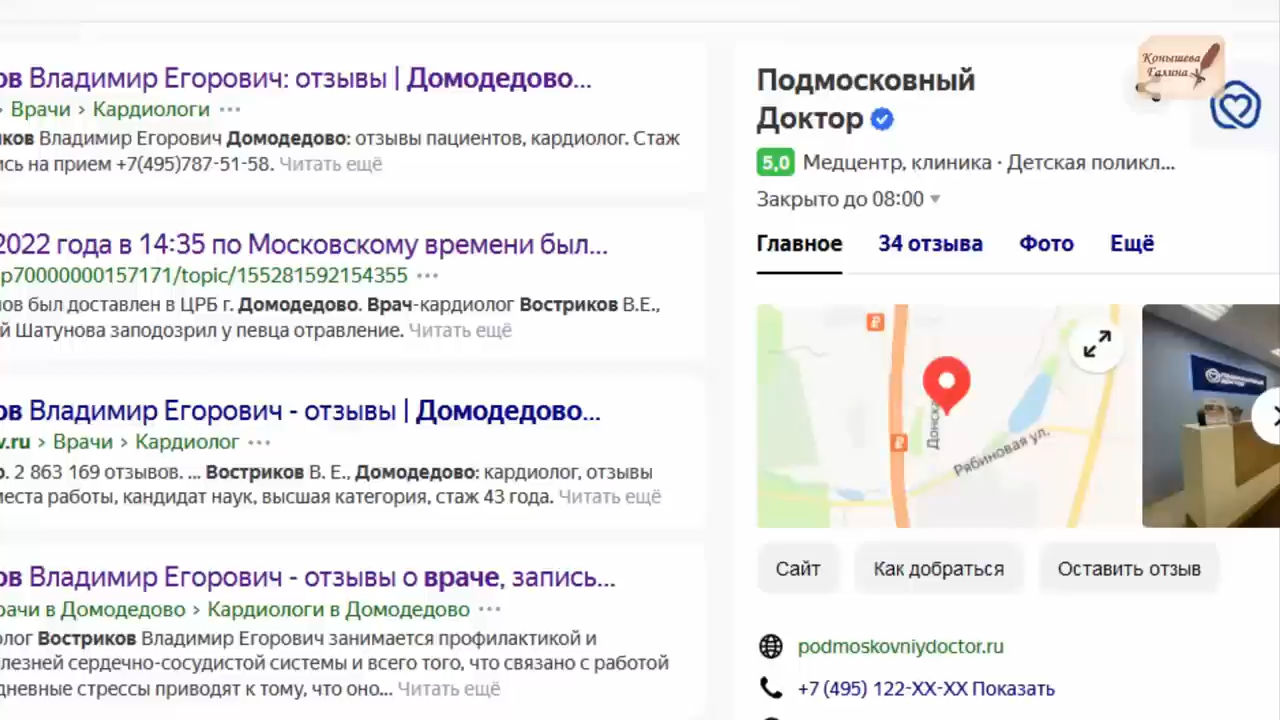 ов Владимир Егорович: отзывы | Домодедово...
› Врачи › Кардиологи ···
иков Владимир Егорович Домодедово: отзывы пациентов, кардиолог. Стаж
ись на прием +7(495)787-51-58. Читать ещё
2022 года в 14:35 по Московскому времени был...
p70000000157171/topic/155281592154355 ···
нов был доставлен в ЦРБ г. Домодедово. Врач-кардиолог Востриков В.Е.,
й Шатунова заподозрил у певца отравление. Читать ещё
ов Владимир Егорович - отзывы | Домодедово...
v.ru › Врачи › Кардиолог ···
о. 2 863 169 отзывов. ... Востриков В. Е., Домодедово: кардиолог, отзывы
места работы, кандидат наук, высшая категория, стаж 43 года. Читать ещё
ов Владимир Егорович - отзывы о враче, запись...
рачи в Домодедово › Кардиологи в Домодедово ···
олог Востриков Владимир Егорович занимается профилактикой и
лезней сердечно-сосудистой системы и всего того, что связано с работой
дневные стрессы приводят к тому, что оно... Читать ещё
Конышева
Галина
Подмосковный
Доктор
5,0 Медцентр, клиника · Детская поликл...
Закрыто до 08:00
Главное 34 отзыва Фото Ещё
Донска
Рябиновая ул.
Сайт Как добраться Оставить отзыв
podmoskovniydoctor.ru
+7 (495) 122-XX-XX Показать